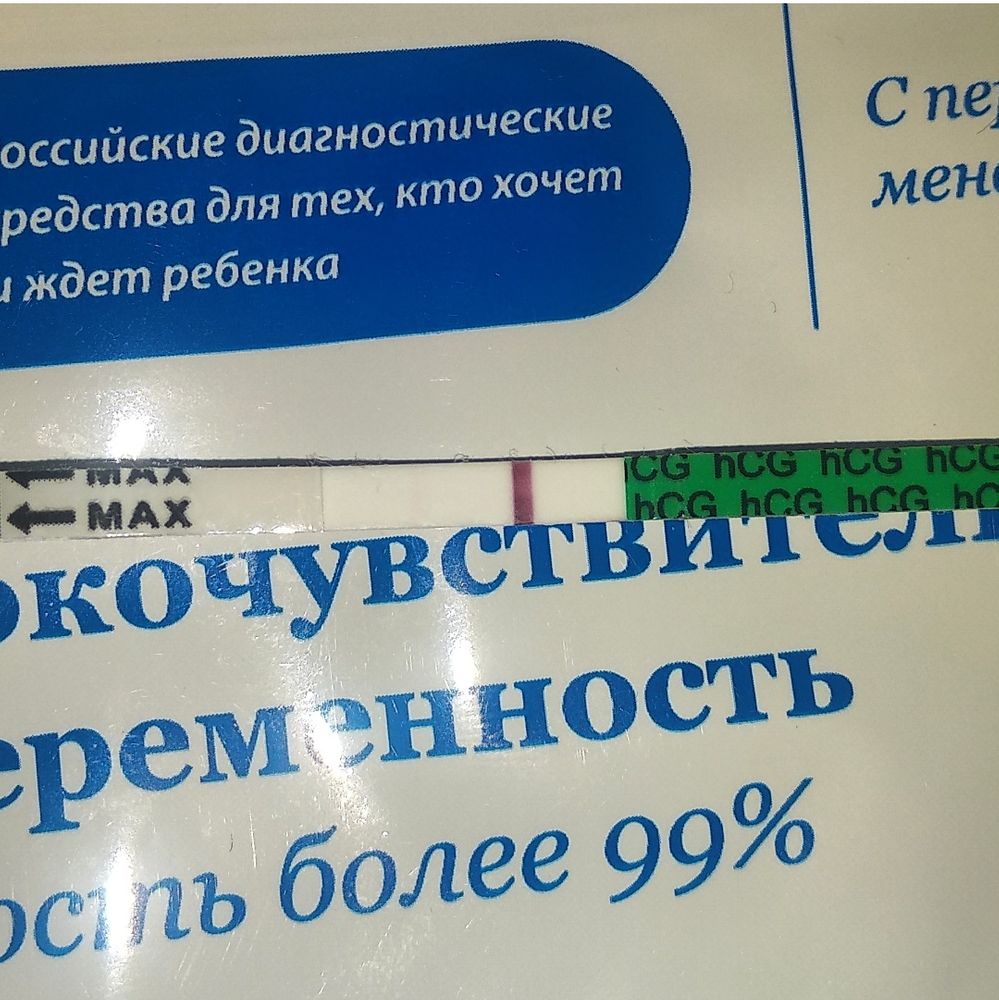 оссийские диагностические
редства для тех, кто хочет
и ждет ребенка
С пер
мен
MAX
MAX
hCG hCG hCG hCG
hCG hCG hCG hC
окочувствитель
еременность
ость более 99%